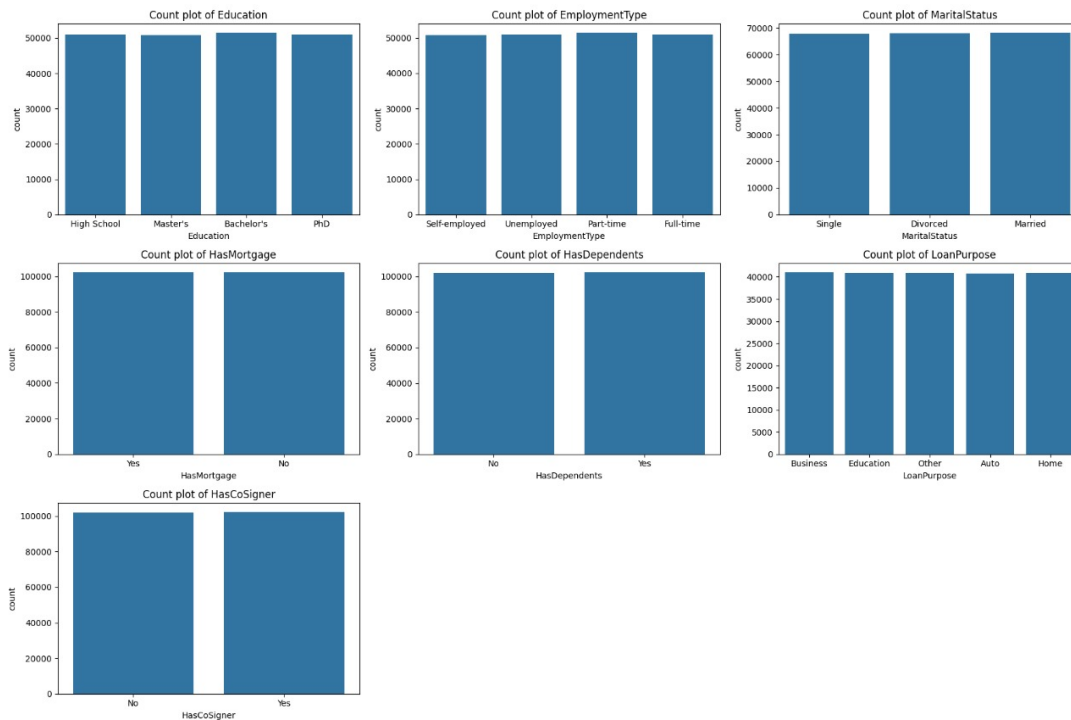 Count plot of Education
50000
40000
30000
20000
10000
0
count
High School Master's Bachelor's PhD
Education
Count plot of EmploymentType
50000
40000
30000
20000
10000
0
count
Self-employed Unemployed Part-time Full-time
EmploymentType
Count plot of MaritalStatus
70000
60000
50000
40000
30000
20000
10000
0
count
Single Divorced Married
MaritalStatus
Count plot of HasMortgage
100000
80000
60000
40000
20000
0
count
Yes No
HasMortgage
Count plot of HasDependents
100000
80000
60000
40000
20000
0
count
No Yes
HasDependents
Count plot of LoanPurpose
40000
35000
30000
25000
20000
15000
10000
5000
0
count
Business Education Other Auto Home
LoanPurpose
Count plot of HasCoSigner
100000
80000
60000
40000
20000
0
count
No Yes
HasCoSigner